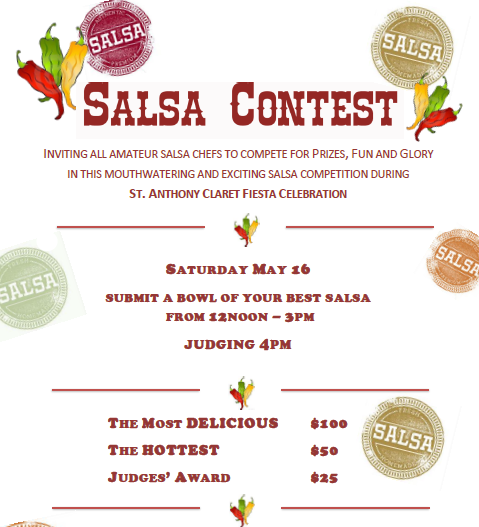 SALSA
SALSA
SALSA CONTEST
INVITING ALL AMATEUR SALSA CHEFS TO COMPETE FOR PRIZES, FUN AND GLORY
IN THIS MOUTHWATERING AND EXCITING SALSA COMPETITION DURING
ST. ANTHONY CLARET FIESTA CELEBRATION
SALSA
SATURDAY MAY 16
SALSA
SUBMIT A BOWL OF YOUR BEST SALSA
FROM 12NOON – 3PM
JUDGING 4PM
THE MOST DELICIOUS $100
SALSA
THE HOTTEST $50
JUDGES' AWARD $25